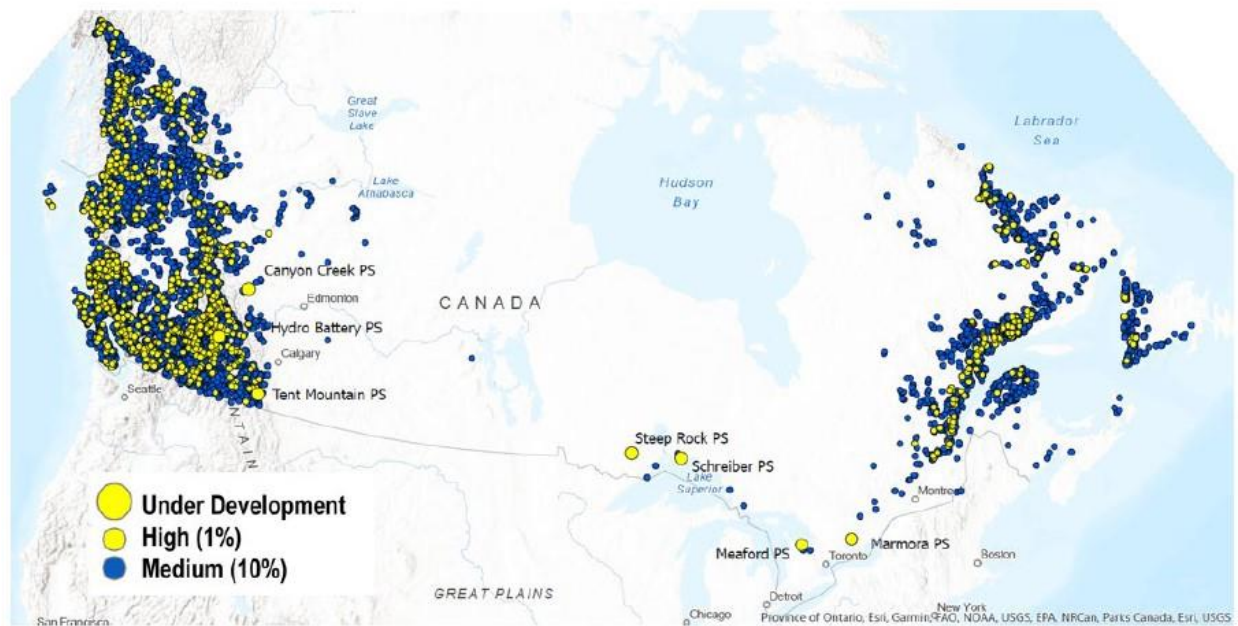 Great
Slave
Lake
Labrador
Sea
Lake
Athabasca
Hudson
Bay
Canyon Creek PS
Edmonton
CANADA
Hydro Battery PS
Calgary
Seattle
Tent Mountain PS
NTAIN
Steep Rock PS
Schreiber PS
Lake
Superior
Montre
Under Development
High (1%)
Medium (10%)
Meaford PS
Toronto
Marmora PS
Boston
GREAT PLAINS
Detroit
Chicago
New York
Province of Ontario, Esri, Garmin, FAO, NOAA, USGS, EPA, NRCan, Parks Canada, Esri, USGS
San Francisco